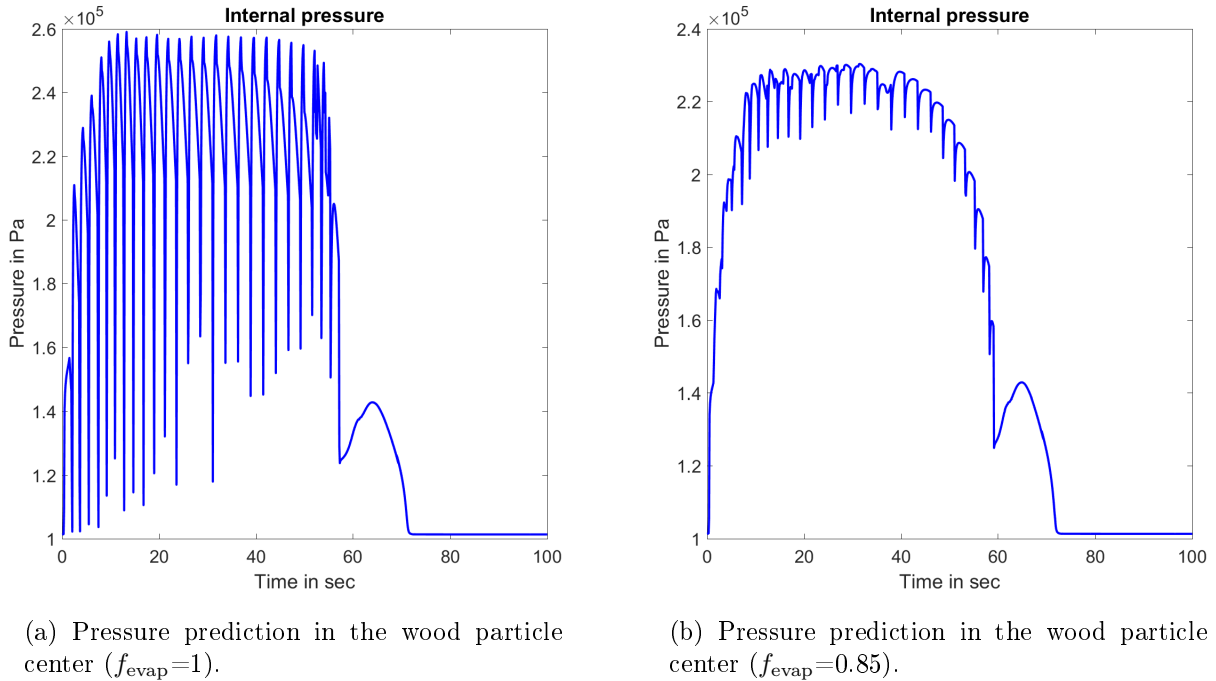 Internal pressure
×10⁵
2.6
2.4
2.2
2
1.8
1.6
1.4
1.2
1
Pressure in Pa
0 20 40 60 80 100
Time in sec
(a) Pressure prediction in the wood particle
center (f_evap=1).
Internal pressure
×10⁵
2.4
2.2
2
1.8
1.6
1.4
1.2
1
Pressure in Pa
0 20 40 60 80 100
Time in sec
(b) Pressure prediction in the wood particle
center (f_evap=0.85).